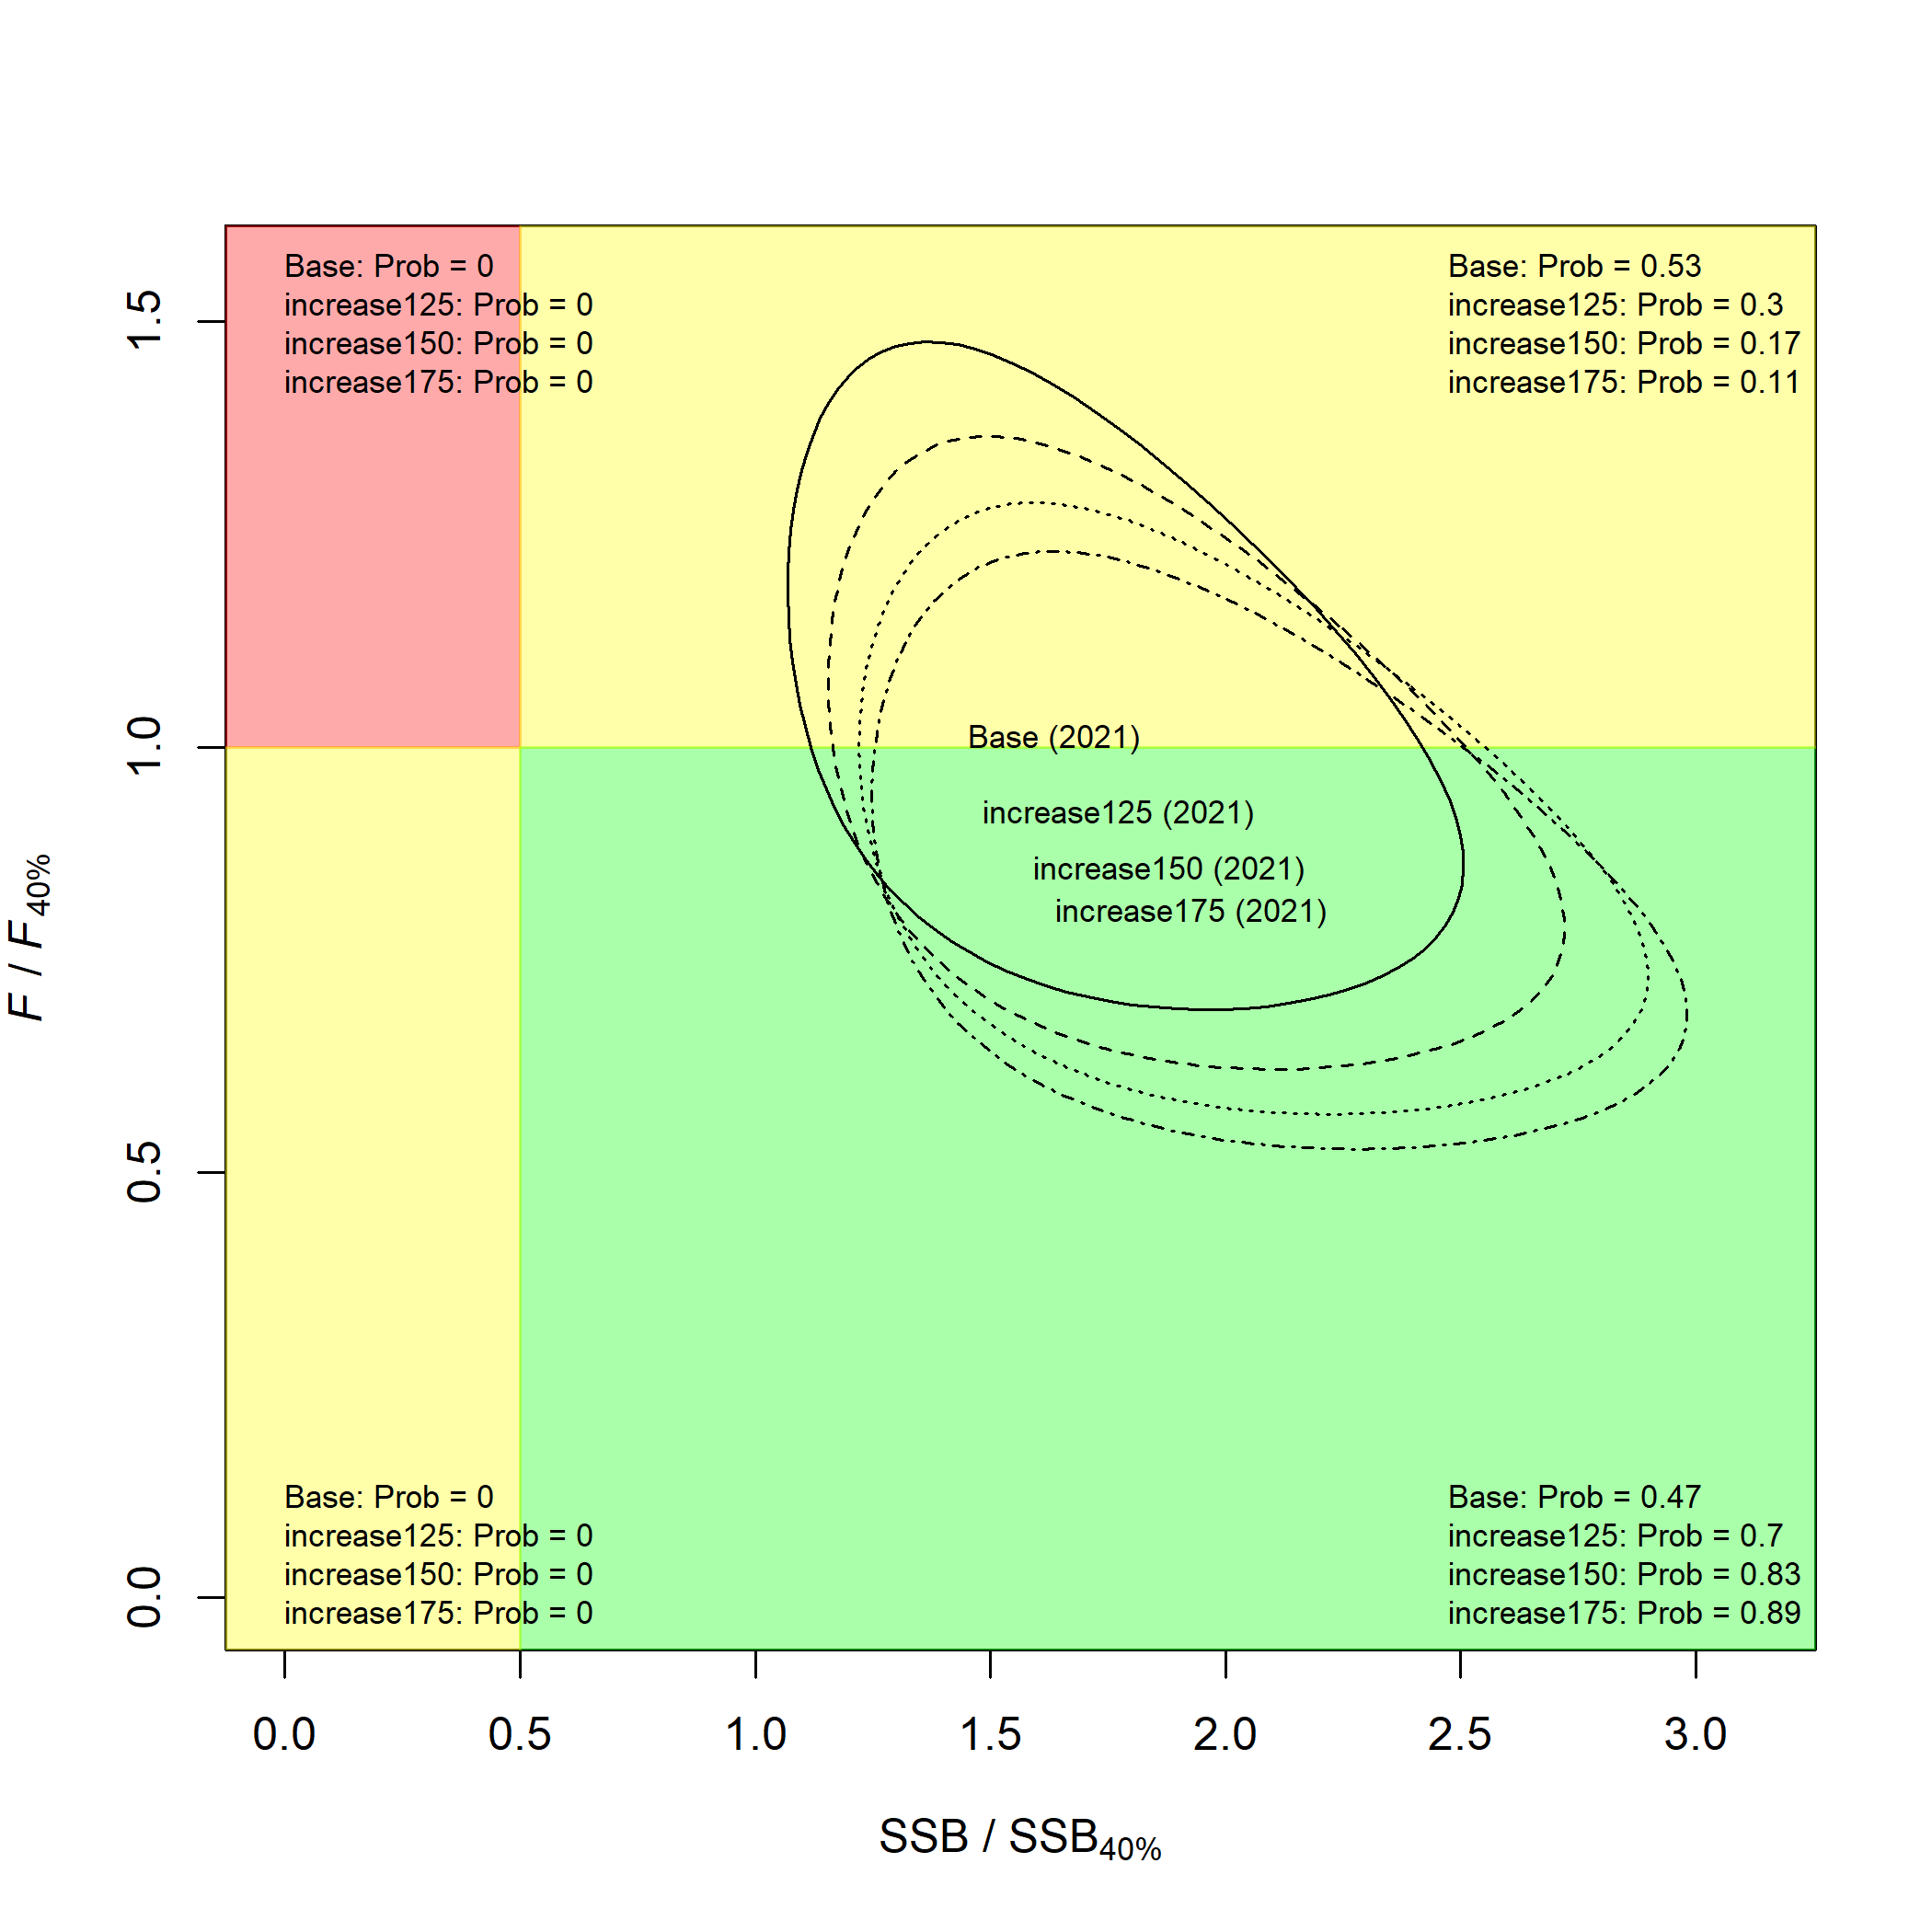 Base: Prob = 0
increase125: Prob = 0
increase150: Prob = 0
increase175: Prob = 0
Base: Prob = 0.53
increase125: Prob = 0.3
increase150: Prob = 0.17
increase175: Prob = 0.11
1.5
1.0
0.5
0.0
F / F40%
Base (2021)
increase125 (2021)
increase150 (2021)
increase175 (2021)
Base: Prob = 0
increase125: Prob = 0
increase150: Prob = 0
increase175: Prob = 0
Base: Prob = 0.47
increase125: Prob = 0.7
increase150: Prob = 0.83
increase175: Prob = 0.89
0.0 0.5 1.0 1.5 2.0 2.5 3.0
SSB / SSB40%